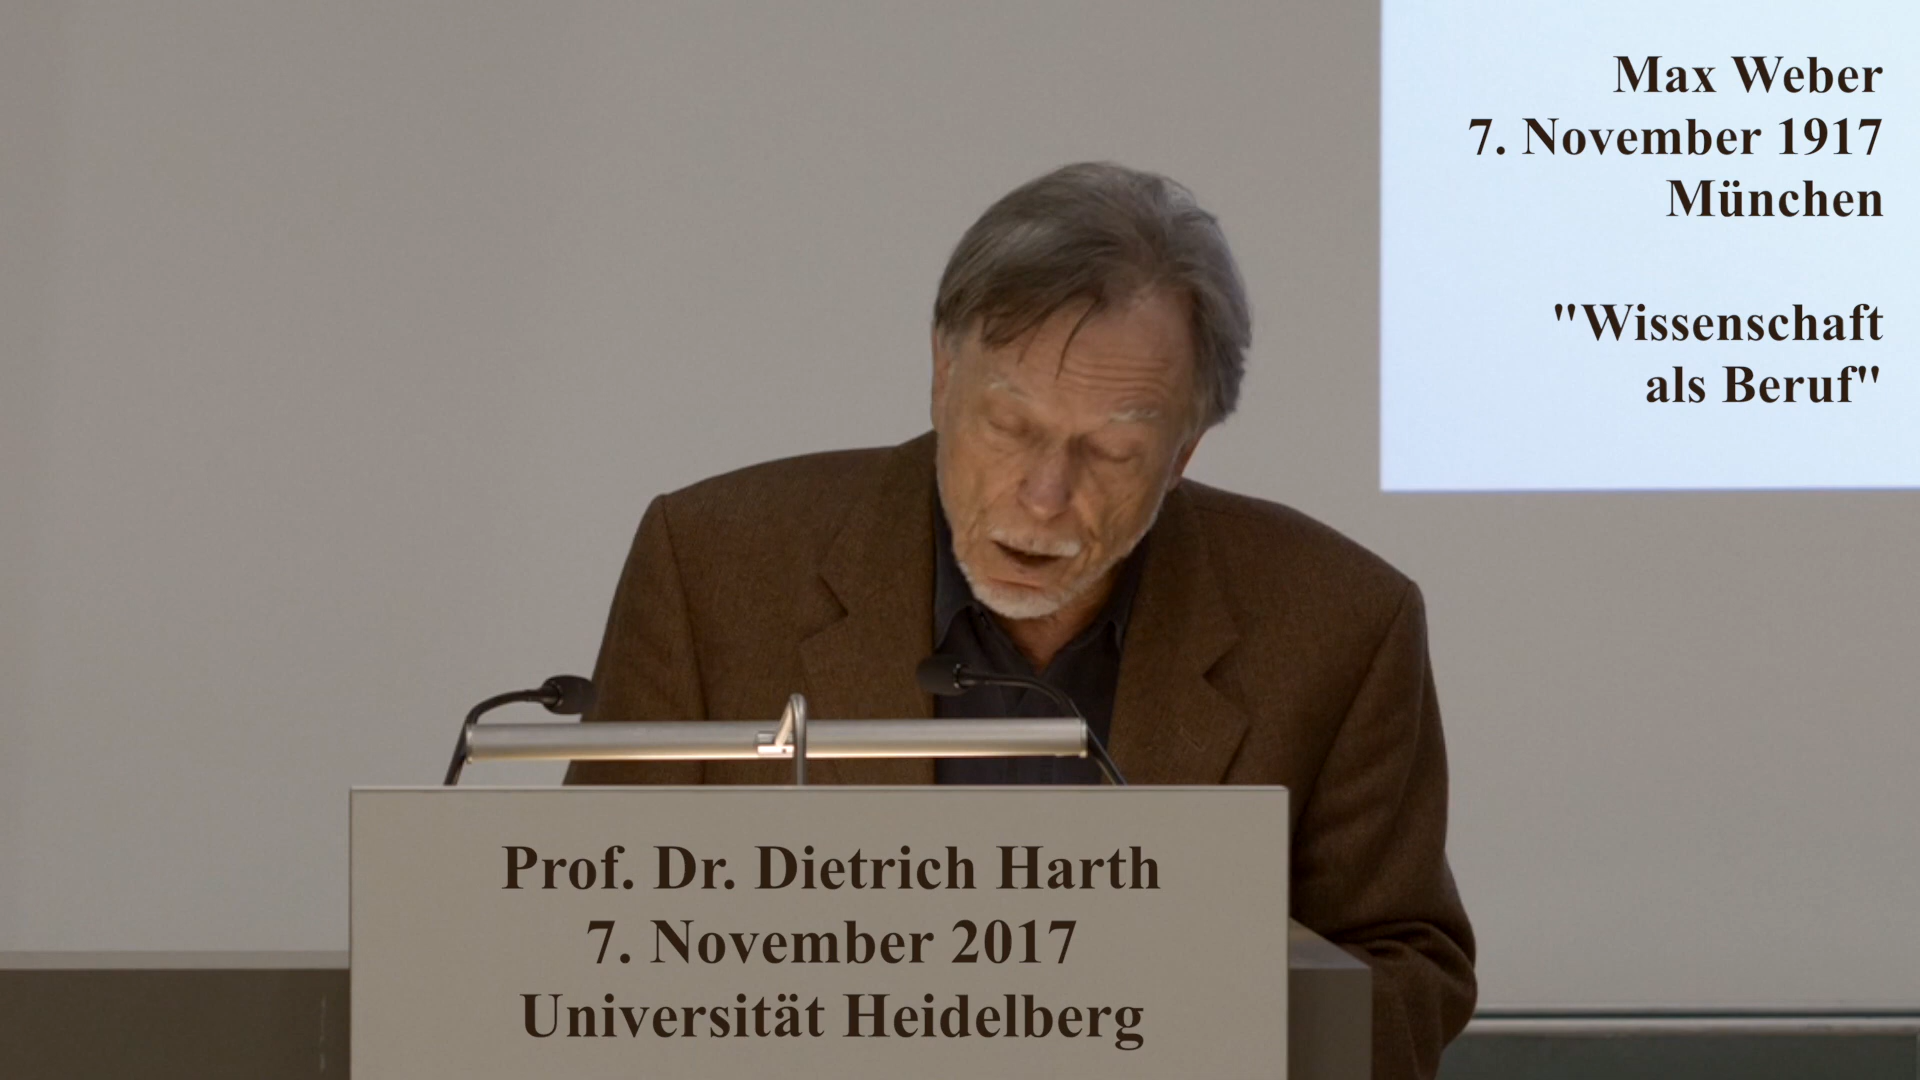 Max Weber
7. November 1917
München
"Wissenschaft
als Beruf"
Prof. Dr. Dietrich Harth
7. November 2017
Universität Heidelberg